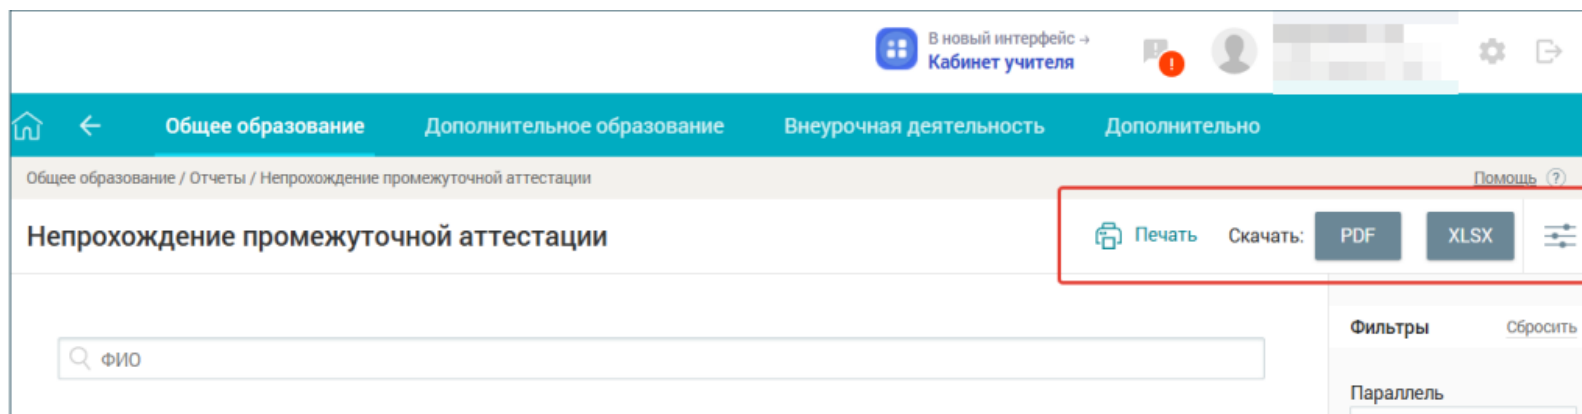 В новый интерфейс →
Кабинет учителя
Общее образование Дополнительное образование Внеурочная деятельность Дополнительно
Общее образование / Отчеты / Непрохождение промежуточной аттестации Помощь ?
Непрохождение промежуточной аттестации Печать Скачать: PDF XLSX
Фильтры Сбросить
ФИО
Параллель